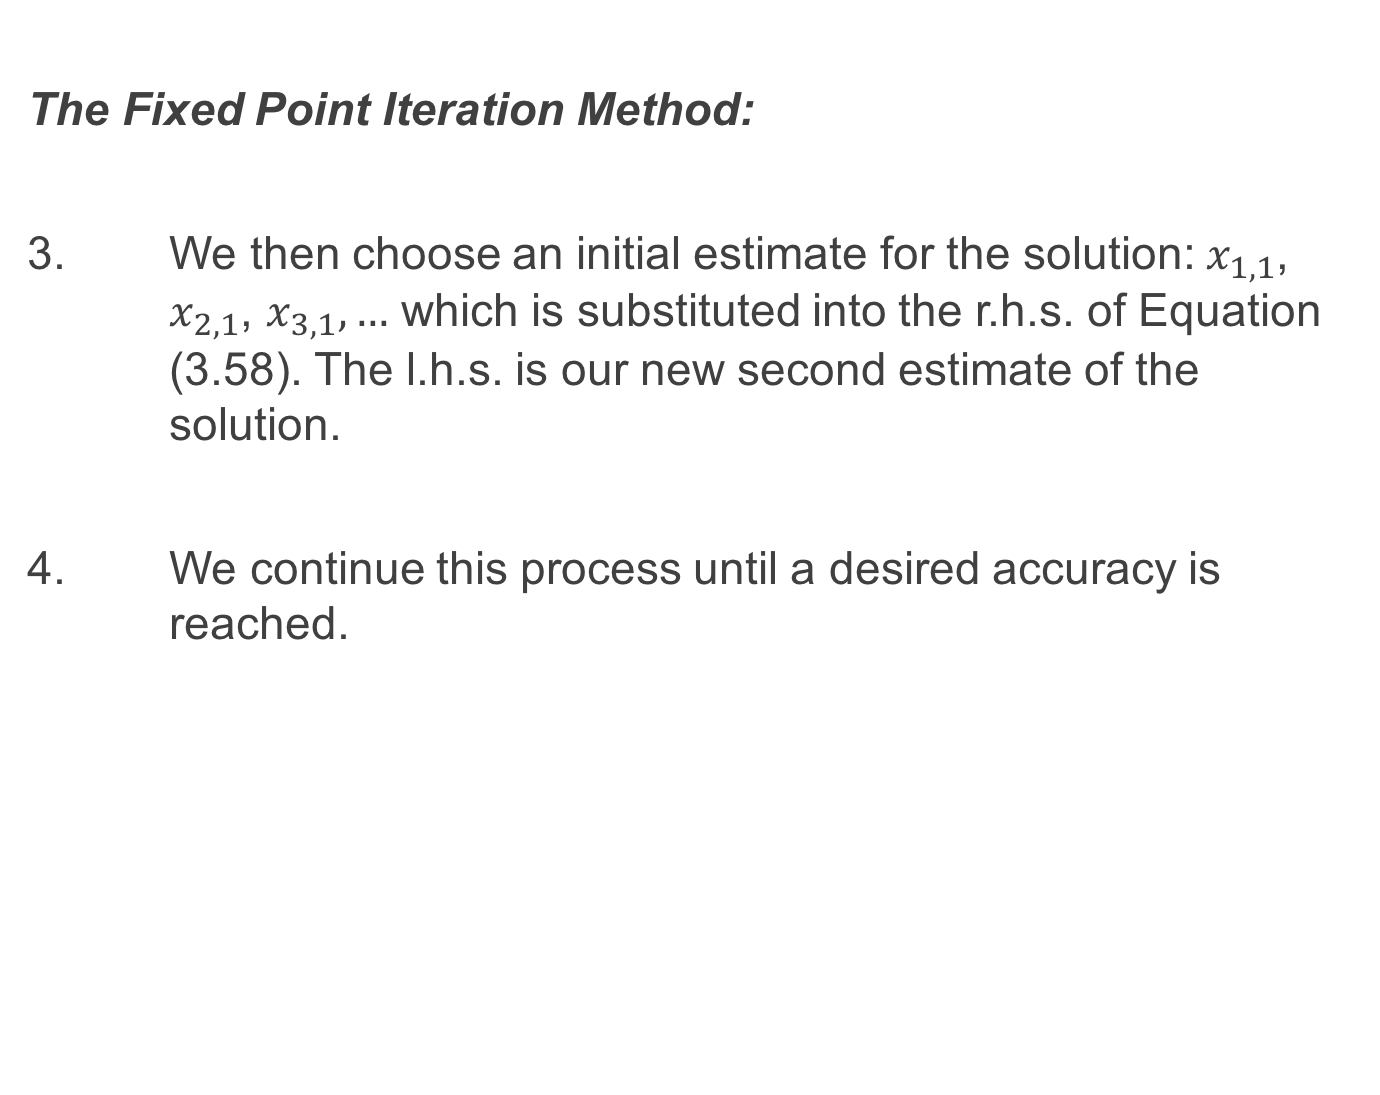 The Fixed Point Iteration Method:
3. We then choose an initial estimate for the solution: x₁,₁,
x₂,₁, x₃,₁, ... which is substituted into the r.h.s. of Equation
(3.58). The l.h.s. is our new second estimate of the
solution.
4. We continue this process until a desired accuracy is
reached.